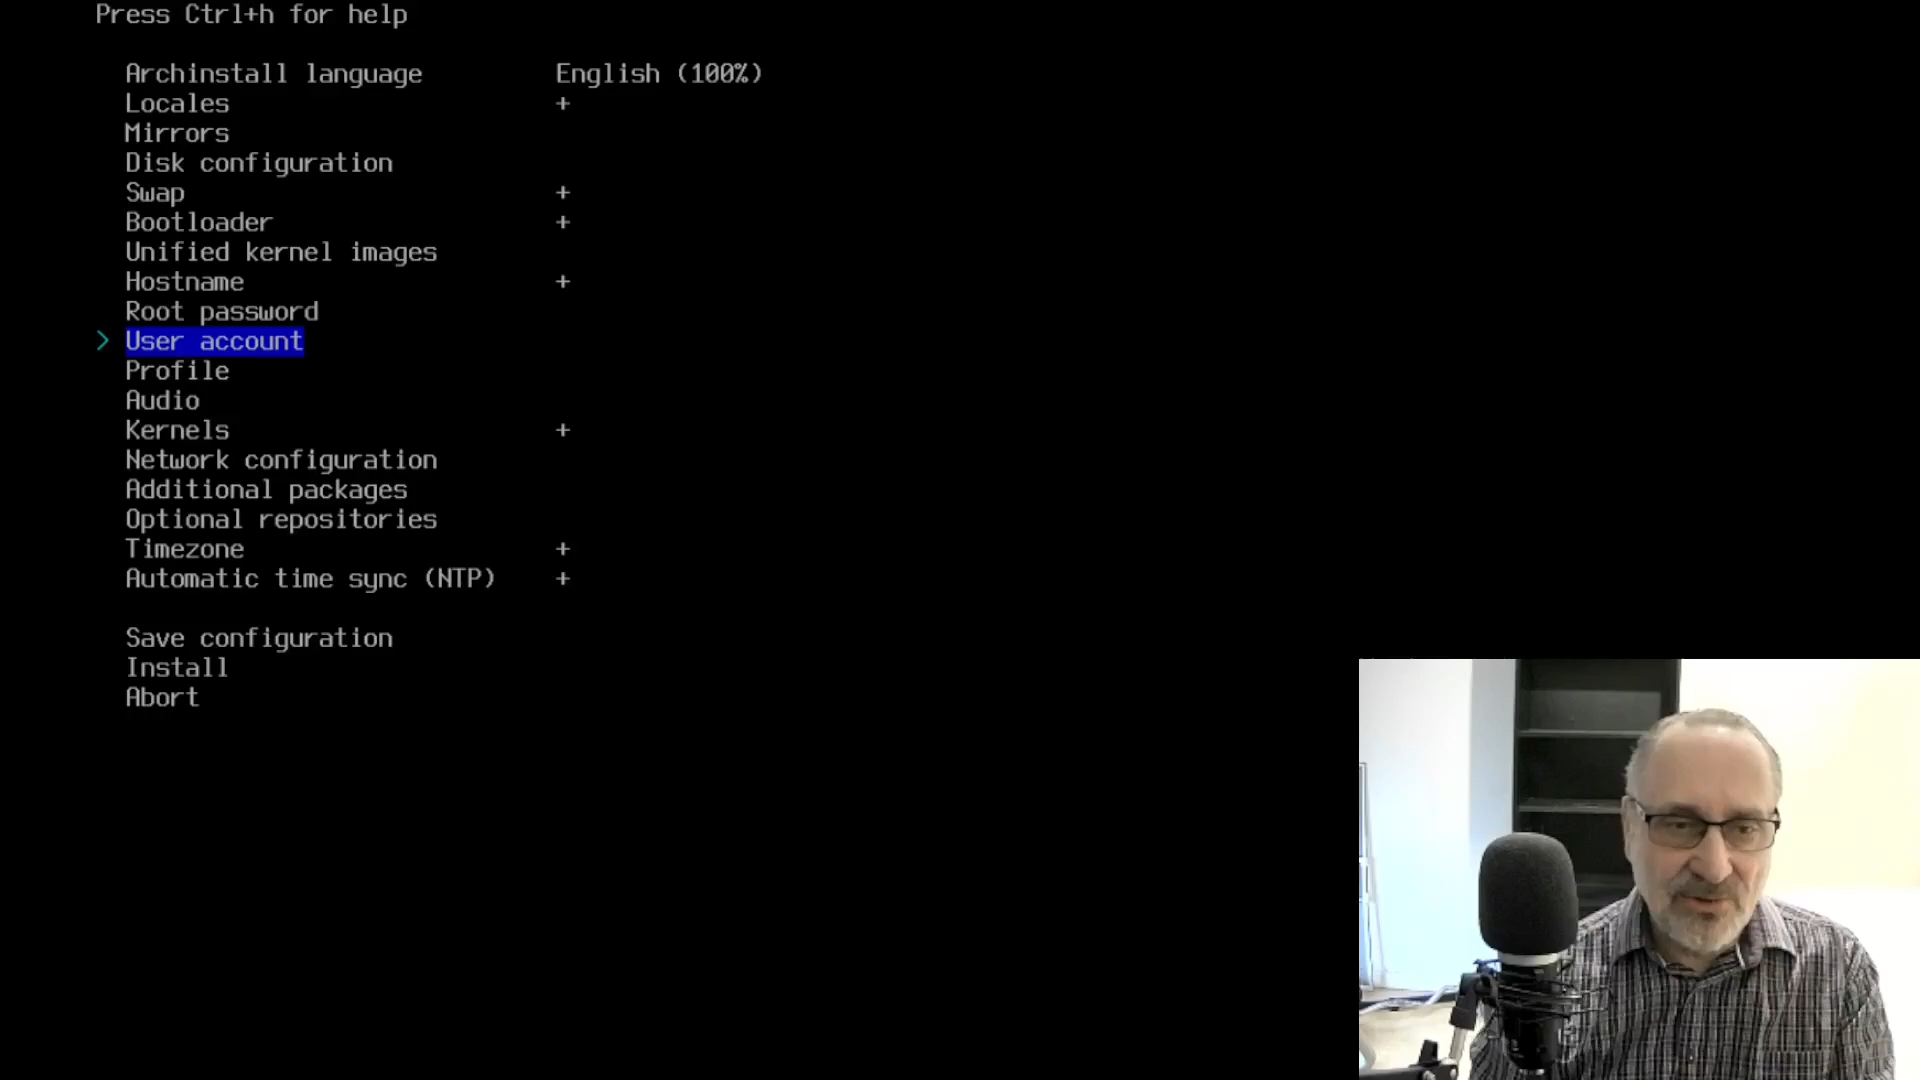 Press Ctrl+h for help
Archinstall language English (100%)
Locales +
Mirrors
Disk configuration
Swap +
Bootloader +
Unified kernel images
Hostname +
Root password
> User account
Profile
Audio
Kernels +
Network configuration
Additional packages
Optional repositories
Timezone +
Automatic time sync (NTP) +
Save configuration
Install
Abort